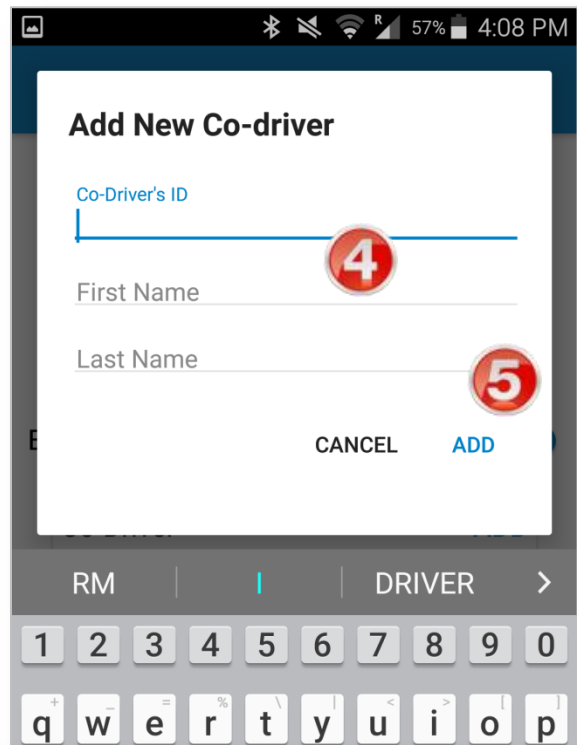 R 57% 4:08 PM
Add New Co-driver
Co-Driver's ID
4
First Name
Last Name
5
CANCEL ADD
RM I DRIVER >
1 2 3 4 5 6 7 8 9 0
+ _ = % \ | < > [ ]
q w e r t y u i o p